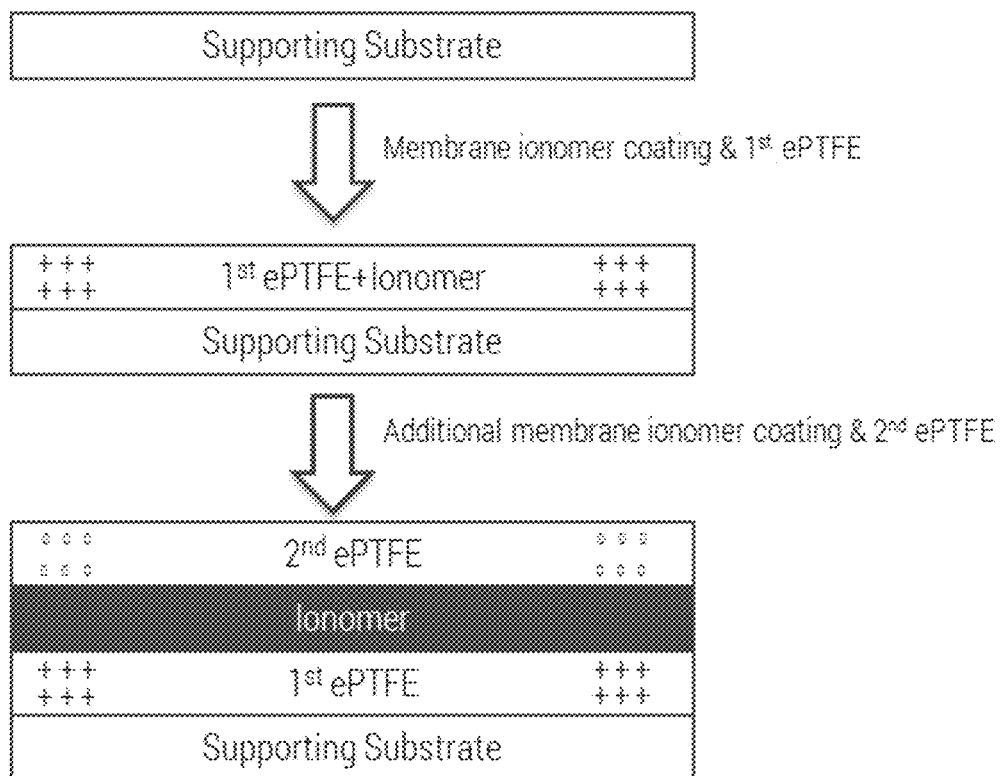 Supporting Substrate
Membrane ionomer coating & 1st ePTFE
+ + + 1st ePTFE+Ionomer + + +
+ + + + + +
Supporting Substrate
Additional membrane ionomer coating & 2nd ePTFE
2nd ePTFE
Ionomer
+ + + 1st ePTFE + + +
+ + + + + +
Supporting Substrate